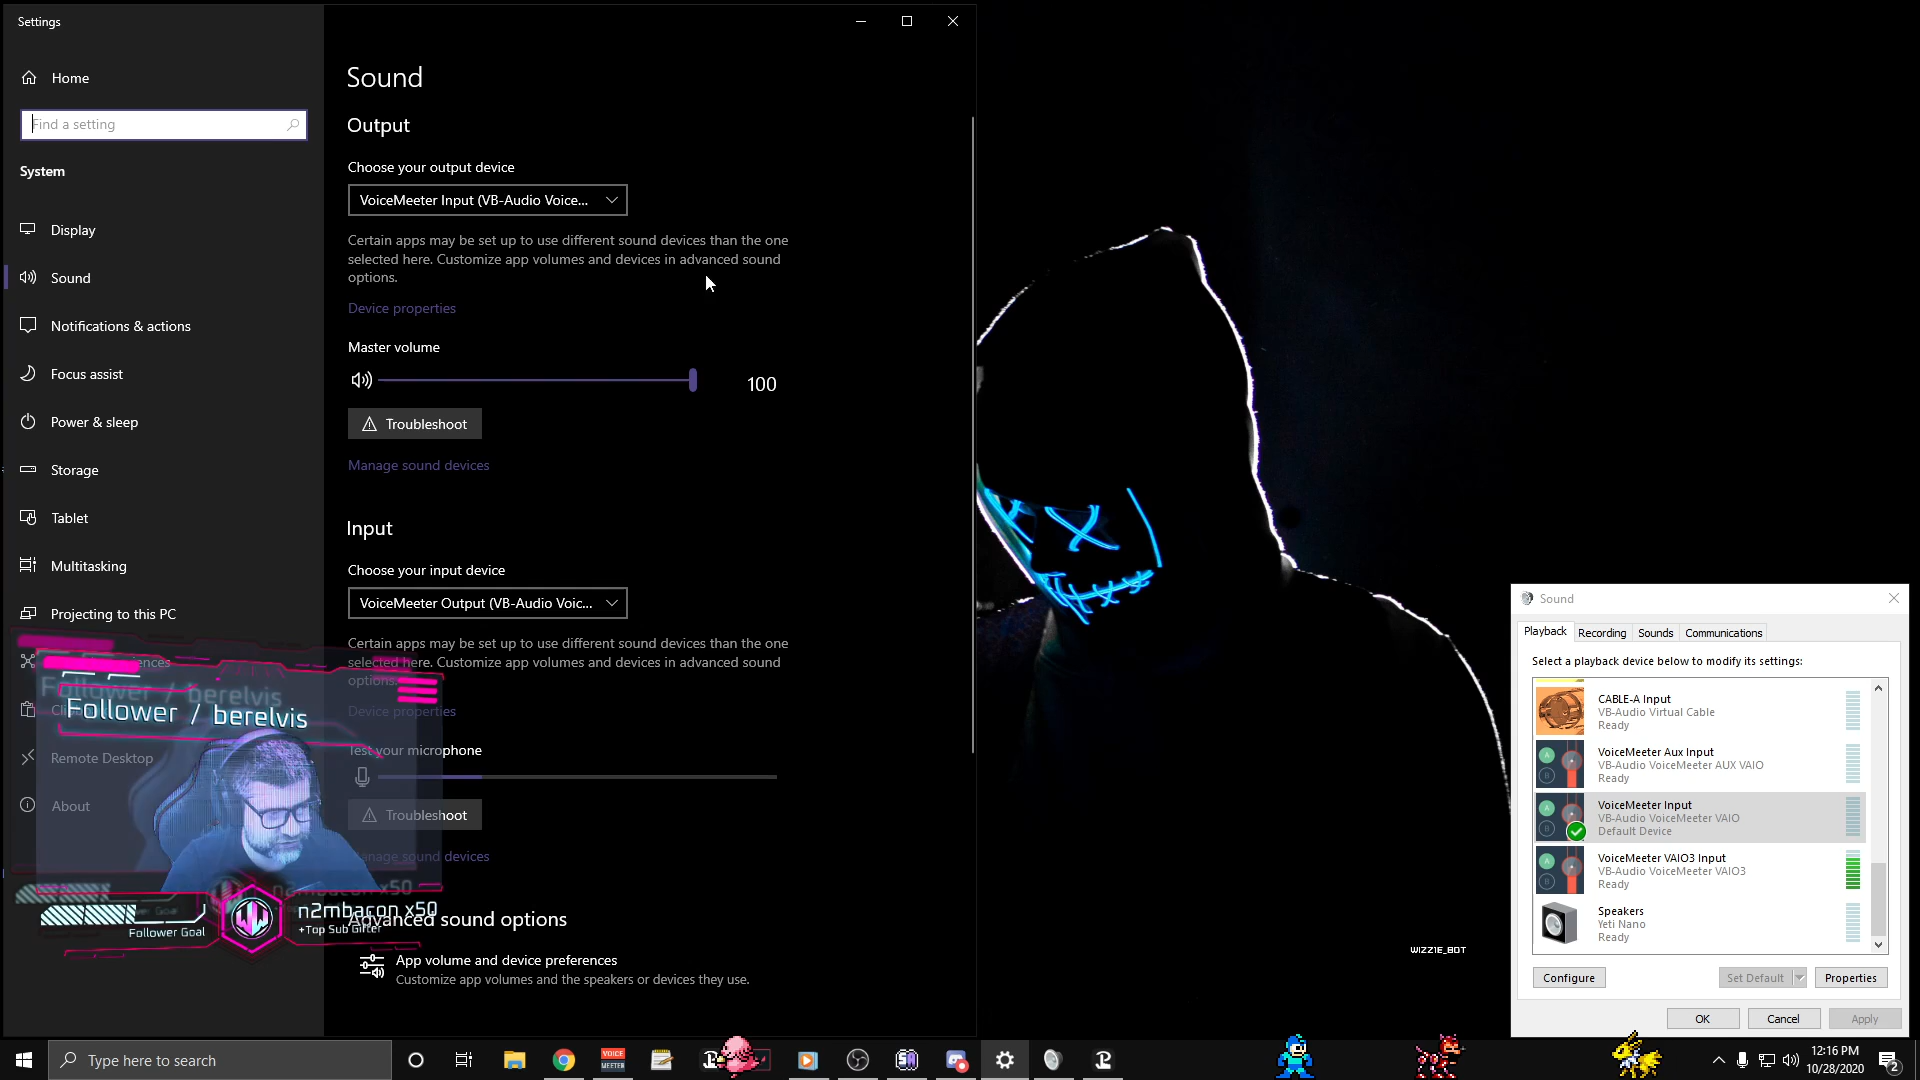 Settings
Home
Find a setting
System
Display
Sound
Notifications & actions
Focus assist
Power & sleep
Storage
Tablet
Multitasking
Projecting to this PC
Remote Desktop
About
Sound
Output
Choose your output device
VoiceMeeter Input (VB-Audio Voice...
Certain apps may be set up to use different sound devices than the one
selected here. Customize app volumes and devices in advanced sound
options.
Device properties
Master volume
100
Troubleshoot
Manage sound devices
Input
Choose your input device
VoiceMeeter Output (VB-Audio Voic...
Certain apps may be set up to use different sound devices than the one
selected here. Customize app volumes and devices in advanced sound
options.
Device properties
Test your microphone
Troubleshoot
Manage sound devices
Advanced sound options
App volume and device preferences
Customize app volumes and the speakers or devices they use.
Follower / berelvis
Follower / berelvis
n2mbacon x50
n2mbacon x50
+Top Sub Gifter
Follower Goal
WIZZ1E_BOT
Sound
Playback
Recording
Sounds
Communications
Select a playback device below to modify its settings:
CABLE-A Input
VB-Audio Virtual Cable
Ready
VoiceMeeter Aux Input
VB-Audio VoiceMeeter AUX VAIO
Ready
VoiceMeeter Input
VB-Audio VoiceMeeter VAIO
Default Device
VoiceMeeter VAIO3 Input
VB-Audio VoiceMeeter VAIO3
Ready
Speakers
Yeti Nano
Ready
Configure
Set Default
Properties
OK
Cancel
Apply
Type here to search
VOICE
MEETER
12:16 PM
10/28/2020
2